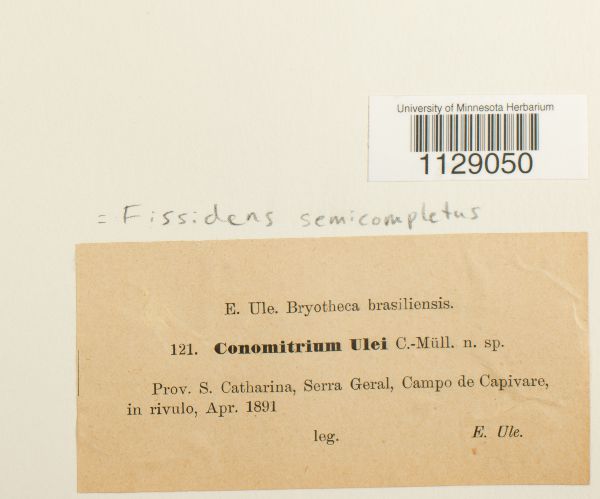 University of Minnesota Herbarium
1129050
= Fissidens semicompletus
E. Ule. Bryotheca brasiliensis.
121. Conomitrium Ulei C.-Müll. n. sp.
Prov. S. Catharina, Serra Geral, Campo de Capivare,
in rivulo, Apr. 1891
leg. E. Ule.